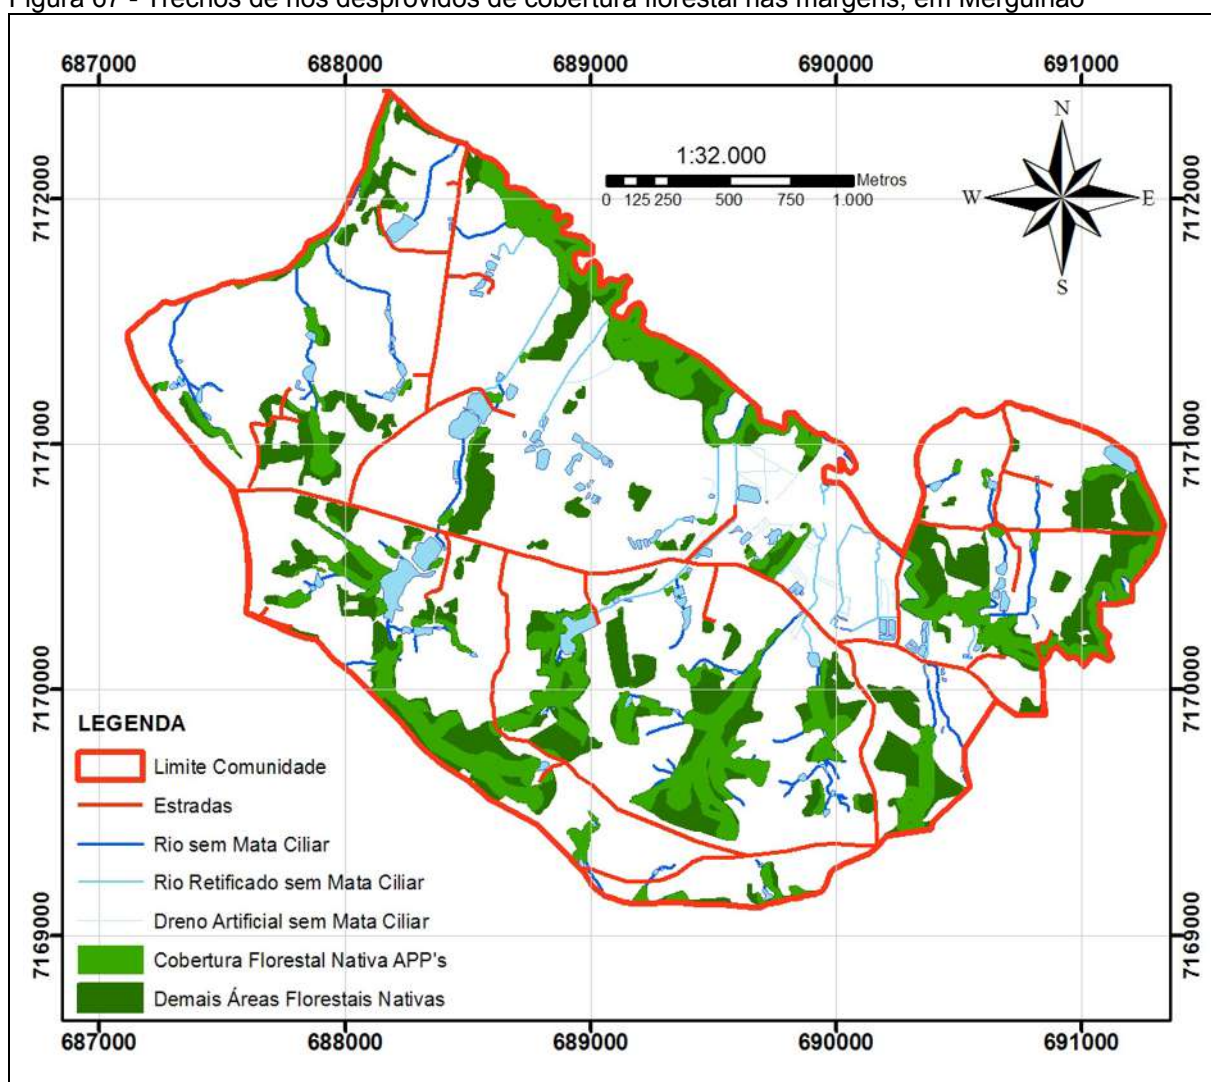 Figura 67 - Trechos de rios desprovidos de cobertura florestal nas margens, em Mergulhão
687000 688000 689000 690000 691000
N
1:32.000
Metros
0 125 250 500 750 1.000
W E
S
7172000 7172000
7171000 7171000
7170000 7170000
7169000 7169000
LEGENDA
Limite Comunidade
Estradas
Rio sem Mata Ciliar
Rio Retificado sem Mata Ciliar
Dreno Artificial sem Mata Ciliar
Cobertura Florestal Nativa APP's
Demais Áreas Florestais Nativas
687000 688000 689000 690000 691000